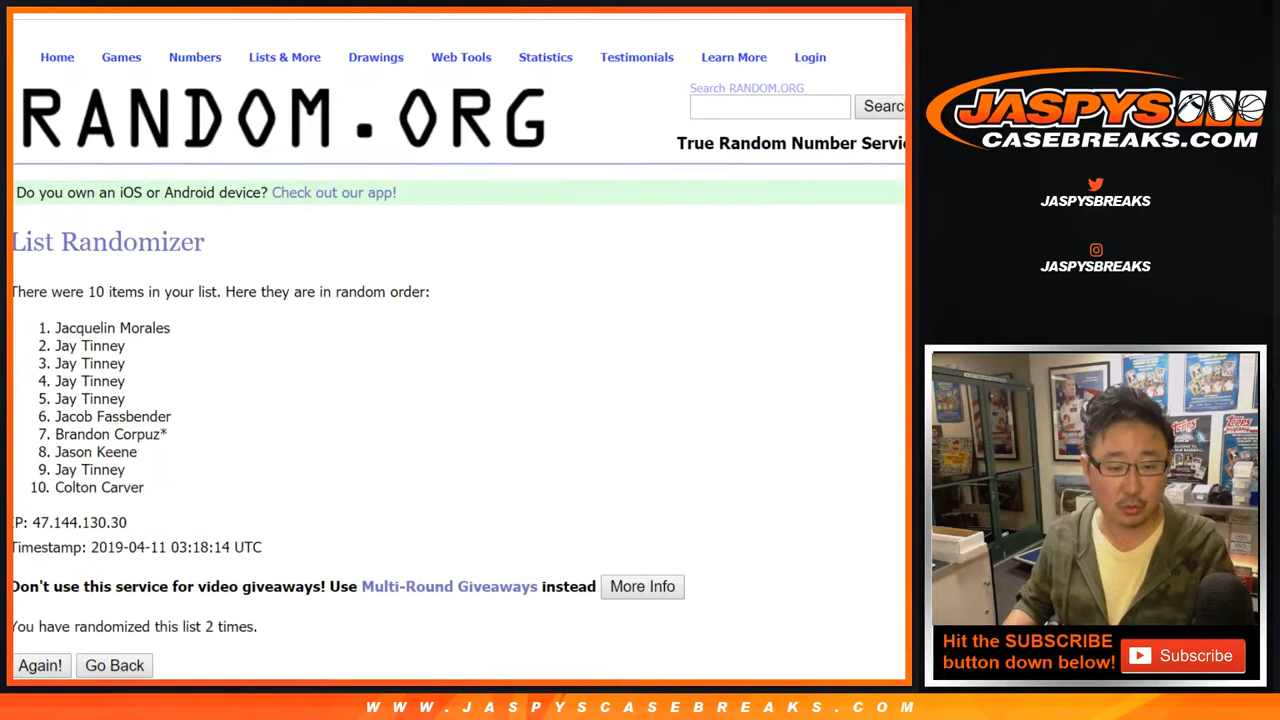 Home Games Numbers Lists & More Drawings Web Tools Statistics Testimonials Learn More Login
RANDOM.ORG
Search RANDOM.ORG
Searc
True Random Number Servi
Do you own an iOS or Android device? Check out our app!
List Randomizer
There were 10 items in your list. Here they are in random order:
1. Jacquelin Morales
2. Jay Tinney
3. Jay Tinney
4. Jay Tinney
5. Jay Tinney
6. Jacob Fassbender
7. Brandon Corpuz*
8. Jason Keene
9. Jay Tinney
10. Colton Carver
IP: 47.144.130.30
Timestamp: 2019-04-11 03:18:14 UTC
Don't use this service for video giveaways! Use Multi-Round Giveaways instead More Info
You have randomized this list 2 times.
Again! Go Back
JASPYS
CASEBREAKS.COM
JASPYSBREAKS
JASPYSBREAKS
Topps
Topps
Hit the SUBSCRIBE
button down below!
Subscribe
WWW.JASPYSCASEBREAKS.COM